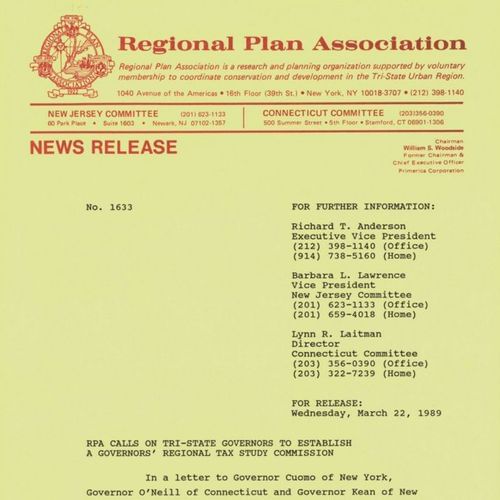 Regional Plan Association
Regional Plan Association is a research and planning organization supported by voluntary
membership to coordinate conservation and development in the Tri-State Urban Region.
1040 Avenue of the Americas • 16th Floor (39th St.) • New York, NY 10018-3707 • (212) 398-1140
NEW JERSEY COMMITTEE (201) 623-1133
60 Park Place • Suite 1603 • Newark, NJ 07102-1357
CONNECTICUT COMMITTEE (203)356-0390
500 Summer Street • 5th Floor • Stamford, CT 06901-1306
NEWS RELEASE
Chairman
William S. Woodside
Former Chairman &
Chief Executive Officer
Primerica Corporation
No. 1633
FOR FURTHER INFORMATION:
Richard T. Anderson
Executive Vice President
(212) 398-1140 (Office)
(914) 738-5160 (Home)
Barbara L. Lawrence
Vice President
New Jersey Committee
(201) 623-1133 (Office)
(201) 659-4018 (Home)
Lynn R. Laitman
Director
Connecticut Committee
(203) 356-0390 (Office)
(203) 322-7239 (Home)
FOR RELEASE:
Wednesday, March 22, 1989
RPA CALLS ON TRI-STATE GOVERNORS TO ESTABLISH
A GOVERNORS' REGIONAL TAX STUDY COMMISSION
In a letter to Governor Cuomo of New York,
Governor O'Neill of Connecticut and Governor Kean of New